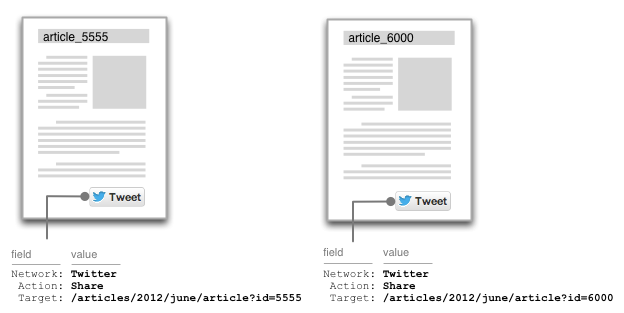 article_5555
Tweet
field value
Network: Twitter
Action: Share
Target: /articles/2012/june/article?id=5555
article_6000
Tweet
field value
Network: Twitter
Action: Share
Target: /articles/2012/june/article?id=6000